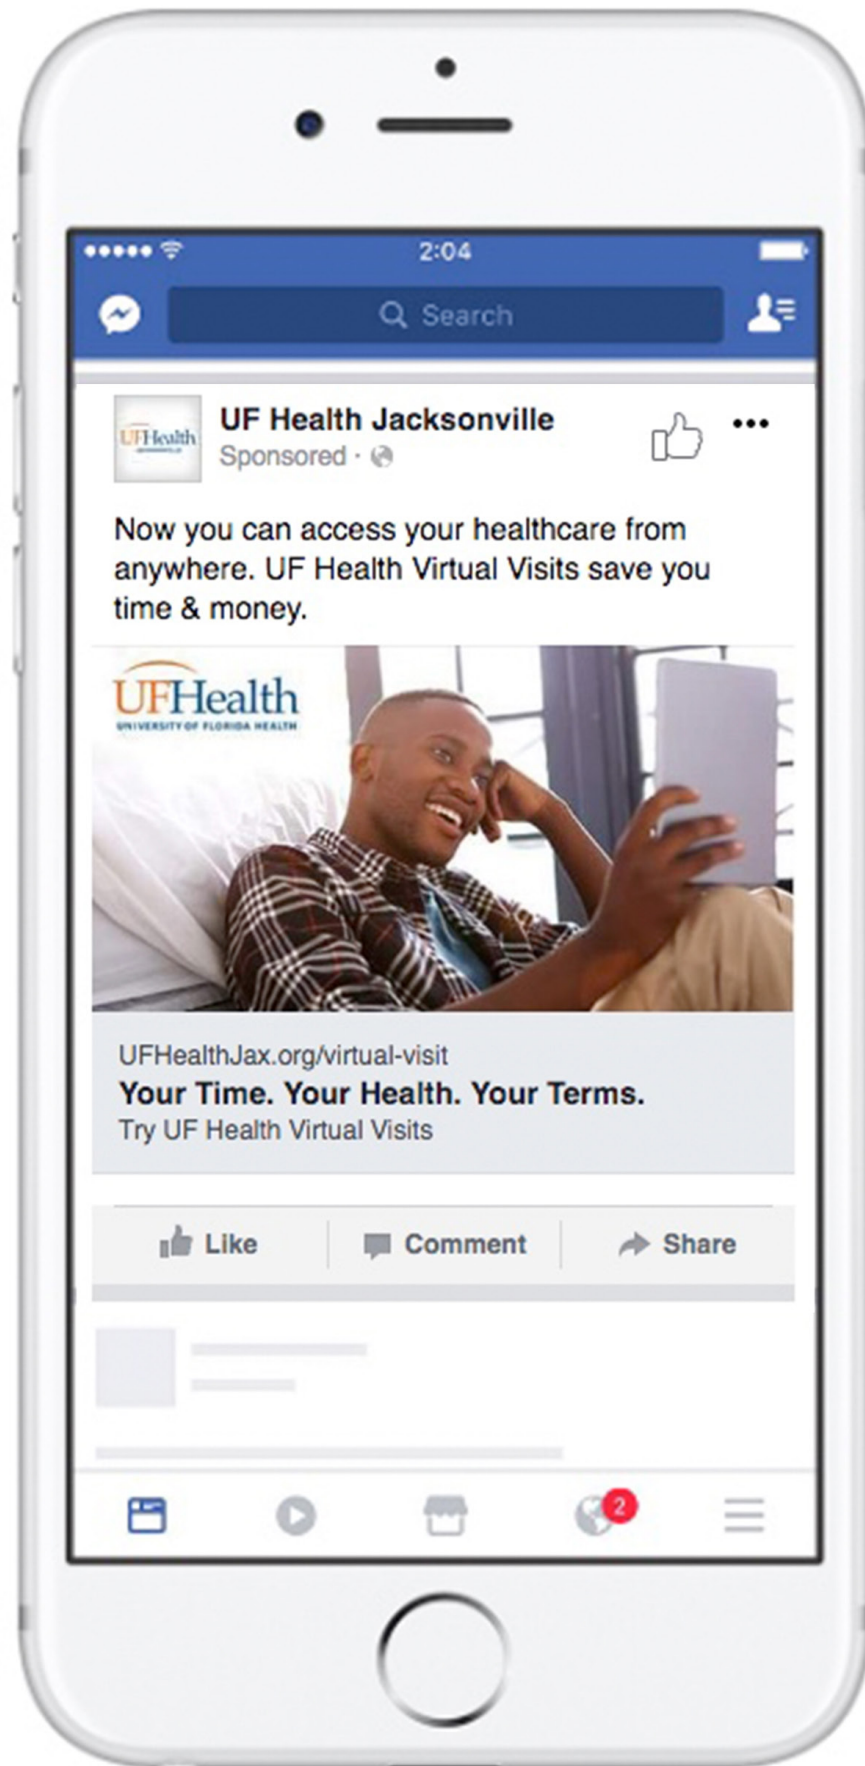 2:04
Search
UFHealth
UF Health Jacksonville
Sponsored ·
Now you can access your healthcare from
anywhere. UF Health Virtual Visits save you
time & money.
UFHealth
UNIVERSITY OF FLORIDA HEALTH
UFHealthJax.org/virtual-visit
Your Time. Your Health. Your Terms.
Try UF Health Virtual Visits
Like Comment Share
2